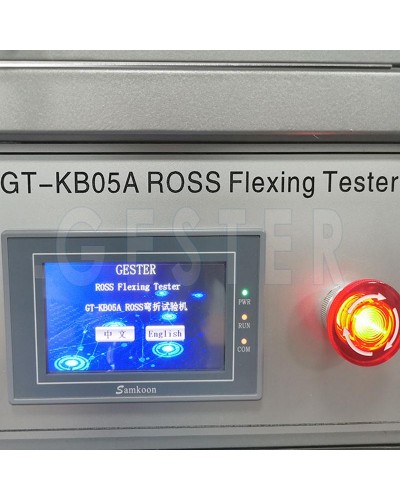 GT-KB05A ROSS Flexing Tester
GESTER
GESTER
ROSS Flexing Tester
GT-KB05A ROSS弯折试验机
中 文 English
PWR
RUN
COM
Samkoon